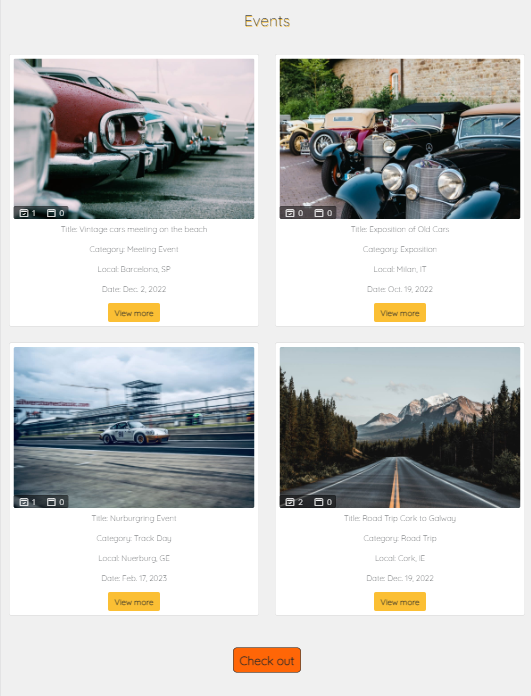 Events
1 0
0 0
Title: Vintage cars meeting on the beach
Category: Meeting Event
Local: Barcelona, SP
Date: Dec. 2, 2022
View more
Title: Exposition of Old Cars
Category: Exposition
Local: Milan, IT
Date: Oct. 19, 2022
View more
1 0
2 0
Title: Nurburgring Event
Category: Track Day
Local: Nuerburg, GE
Date: Feb. 17, 2023
View more
Title: Road Trip Cork to Galway
Category: Road Trip
Local: Cork, IE
Date: Dec. 19, 2022
View more
Check out